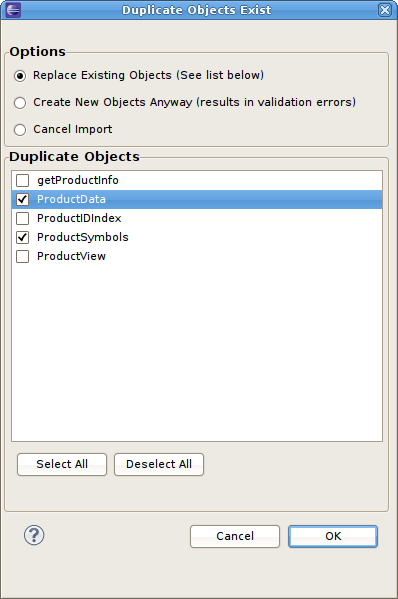 Duplicate Objects Exist
Options
Replace Existing Objects (See list below)
Create New Objects Anyway (results in validation errors)
Cancel Import
Duplicate Objects
getProductInfo
ProductData
ProductIDIndex
ProductSymbols
ProductView
Select All
Deselect All
?
Cancel
OK